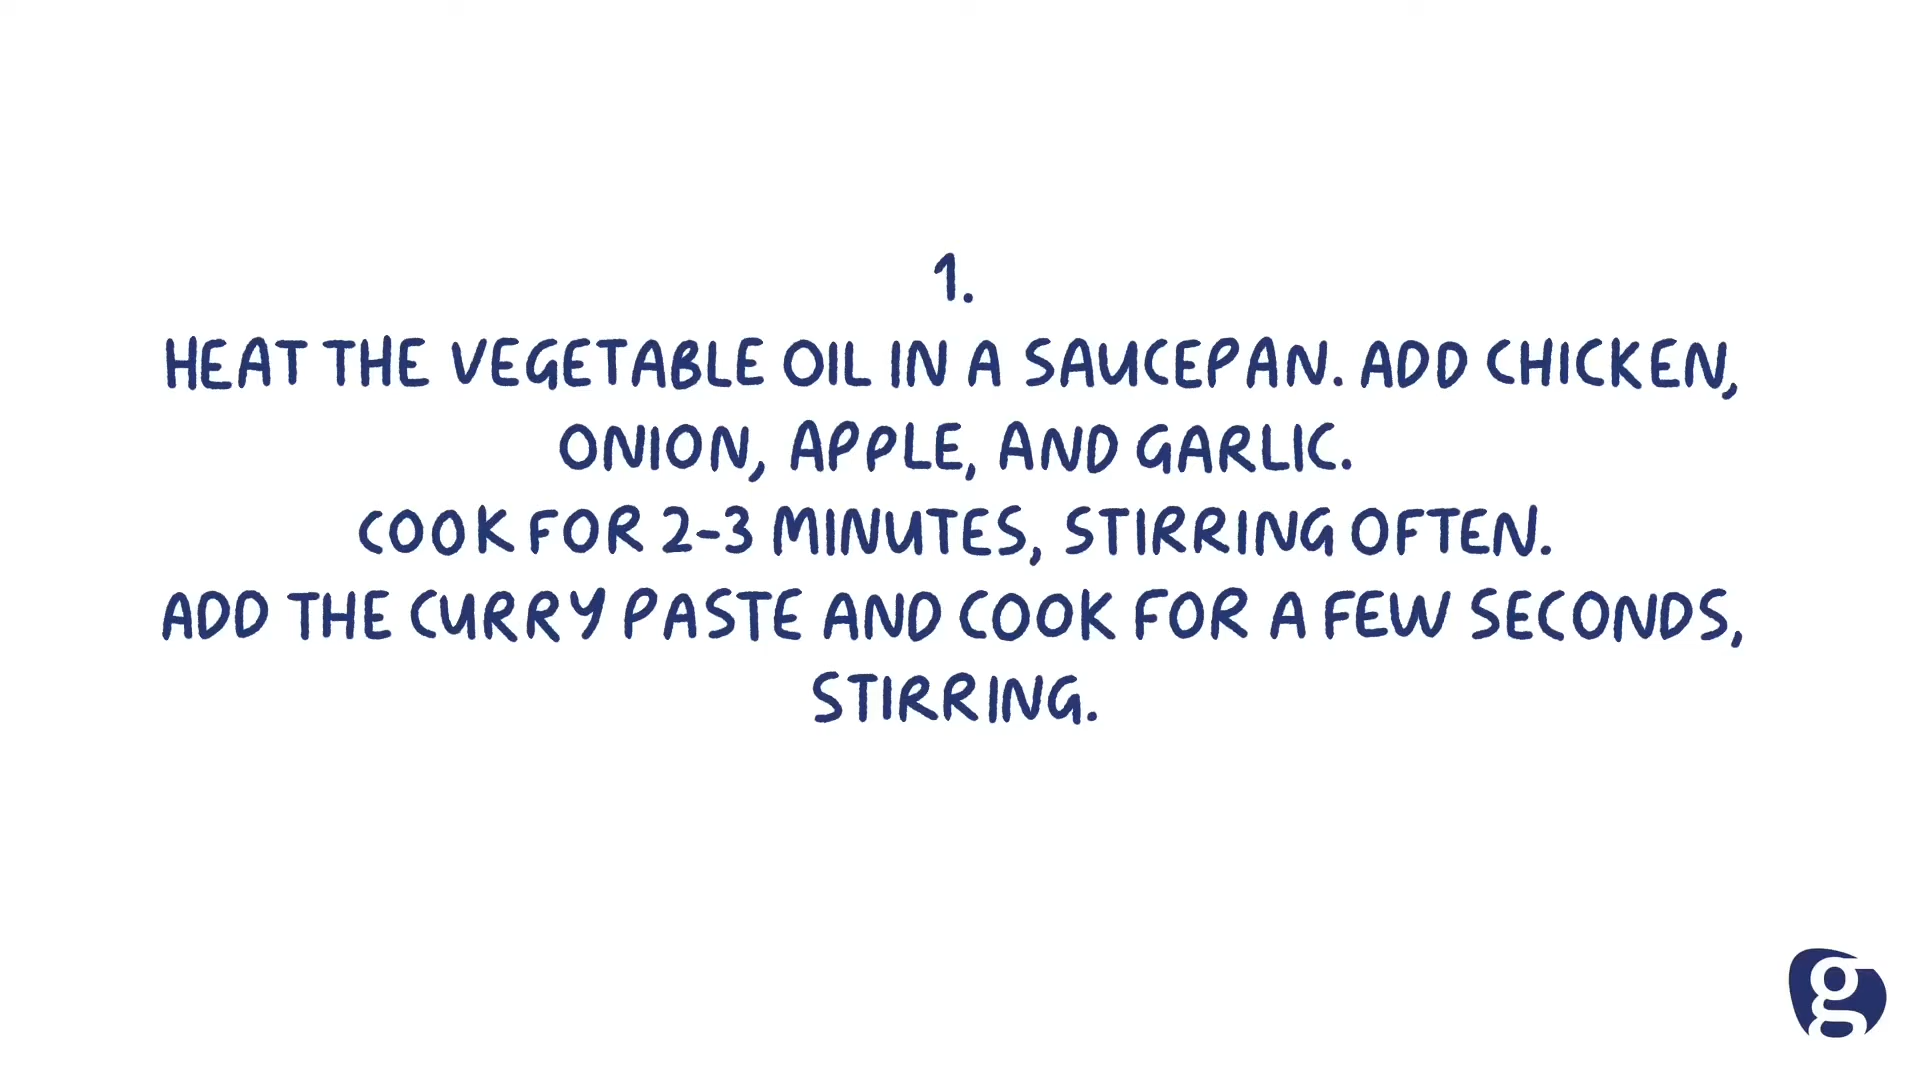 1.
HEAT THE VEGETABLE OIL IN A SAUCEPAN. ADD CHICKEN,
ONION, APPLE, AND GARLIC.
COOK FOR 2-3 MINUTES, STIRRING OFTEN.
ADD THE CURRY PASTE AND COOK FOR A FEW SECONDS,
STIRRING.
g